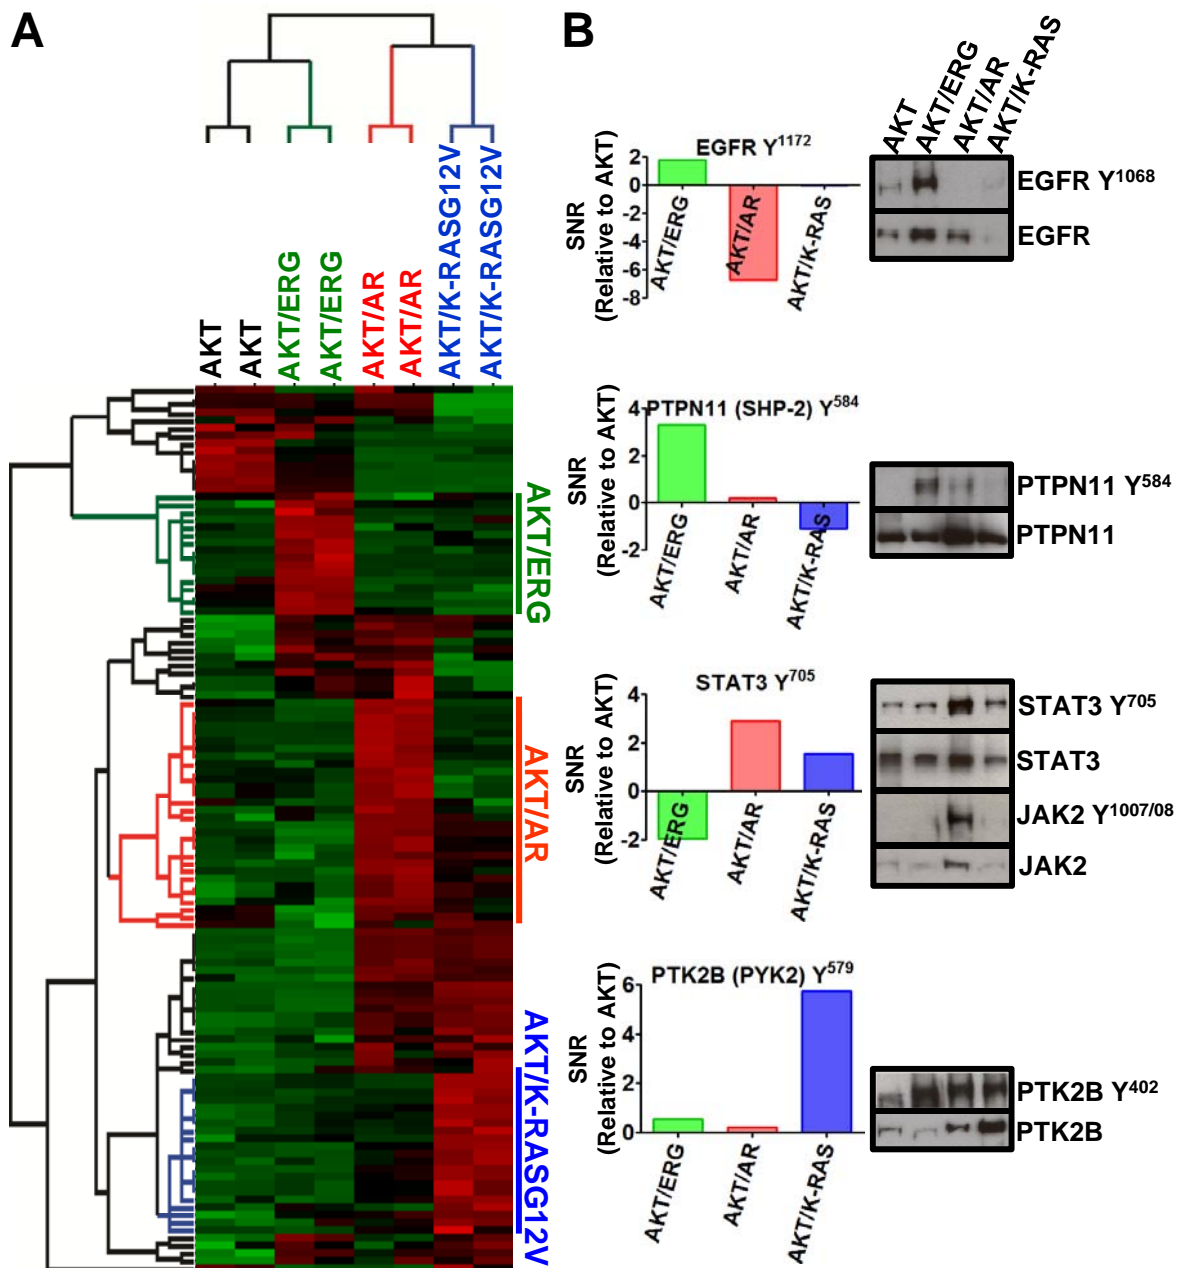 A
AKT
AKT
AKT/ERG
AKT/ERG
AKT/AR
AKT/AR
AKT/K-RASG12V
AKT/K-RASG12V
AKT/ERG
AKT/AR
AKT/K-RASG12V
B
AKT
AKT/ERG
AKT/AR
AKT/K-RAS
EGFR Y1172
SNR
(Relative to AKT)
2
0
-2
-4
-6
-8
AKT/ERG
AKT/AR
AKT/K-RAS
EGFR Y1068
EGFR
PTPN11 (SHP-2) Y584
SNR
(Relative to AKT)
4
2
0
-2
AKT/ERG
AKT/AR
AKT/K-RAS
PTPN11 Y584
PTPN11
STAT3 Y705
SNR
(Relative to AKT)
4
2
0
-2
AKT/ERG
AKT/AR
AKT/K-RAS
STAT3 Y705
STAT3
JAK2 Y1007/08
JAK2
PTK2B (PYK2) Y579
SNR
(Relative to AKT)
6
4
2
0
AKT/ERG
AKT/AR
AKT/K-RAS
PTK2B Y402
PTK2B